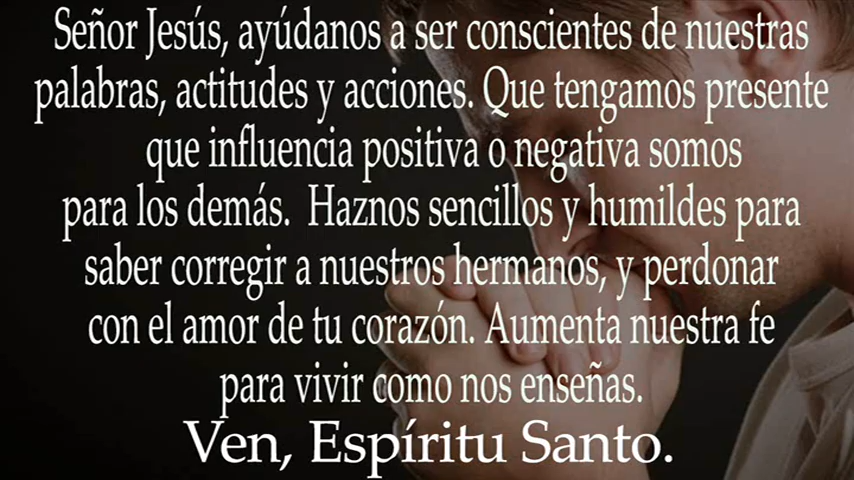 Señor Jesús, ayúdanos a ser conscientes de nuestras
palabras, actitudes y acciones. Que tengamos presente
que influencia positiva o negativa somos
para los demás. Haznos sencillos y humildes para
saber corregir a nuestros hermanos, y perdonar
con el amor de tu corazón. Aumenta nuestra fe
para vivir como nos enseñas.
Ven, Espíritu Santo.